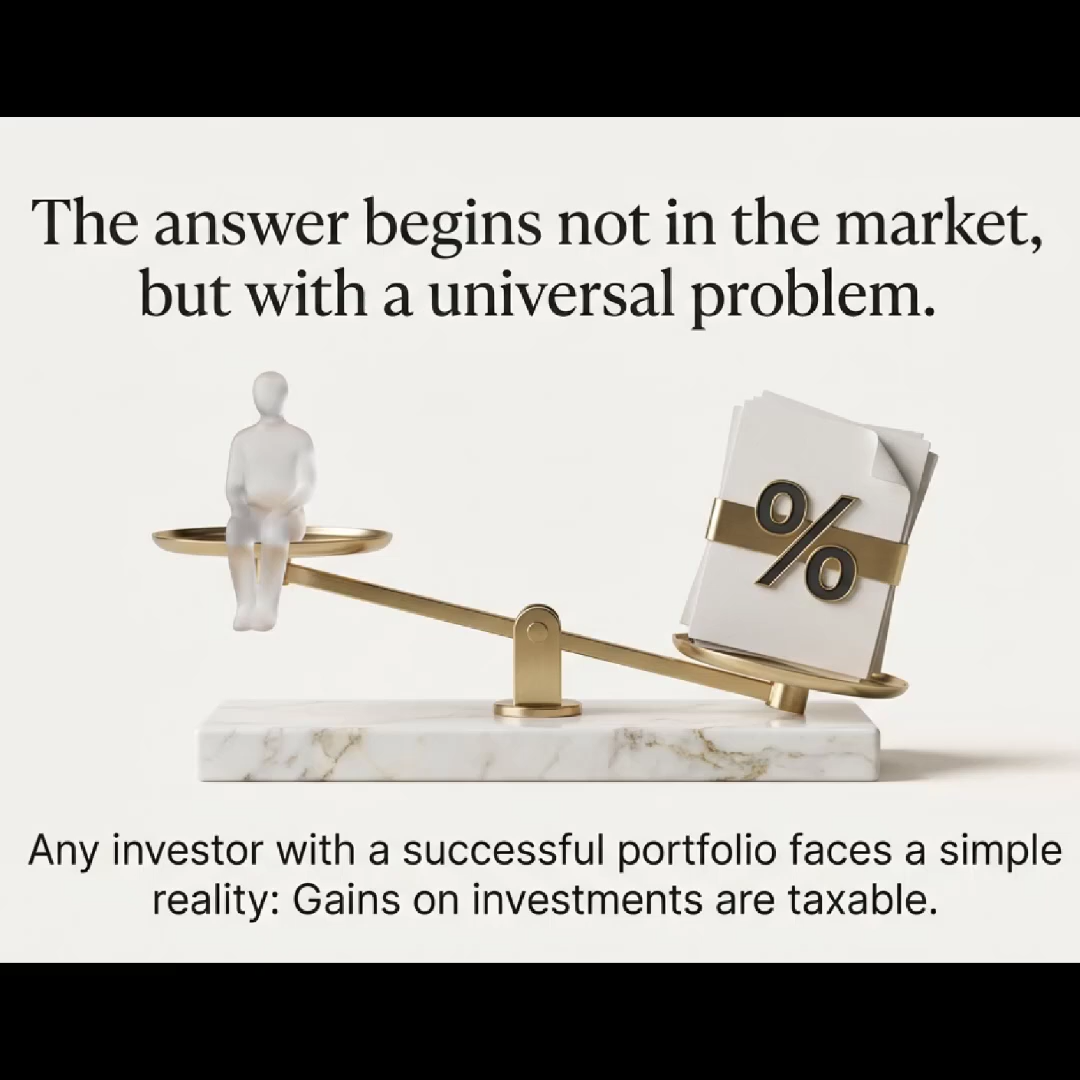 The answer begins not in the market,
but with a universal problem.
%
Any investor with a successful portfolio faces a simple
reality: Gains on investments are taxable.